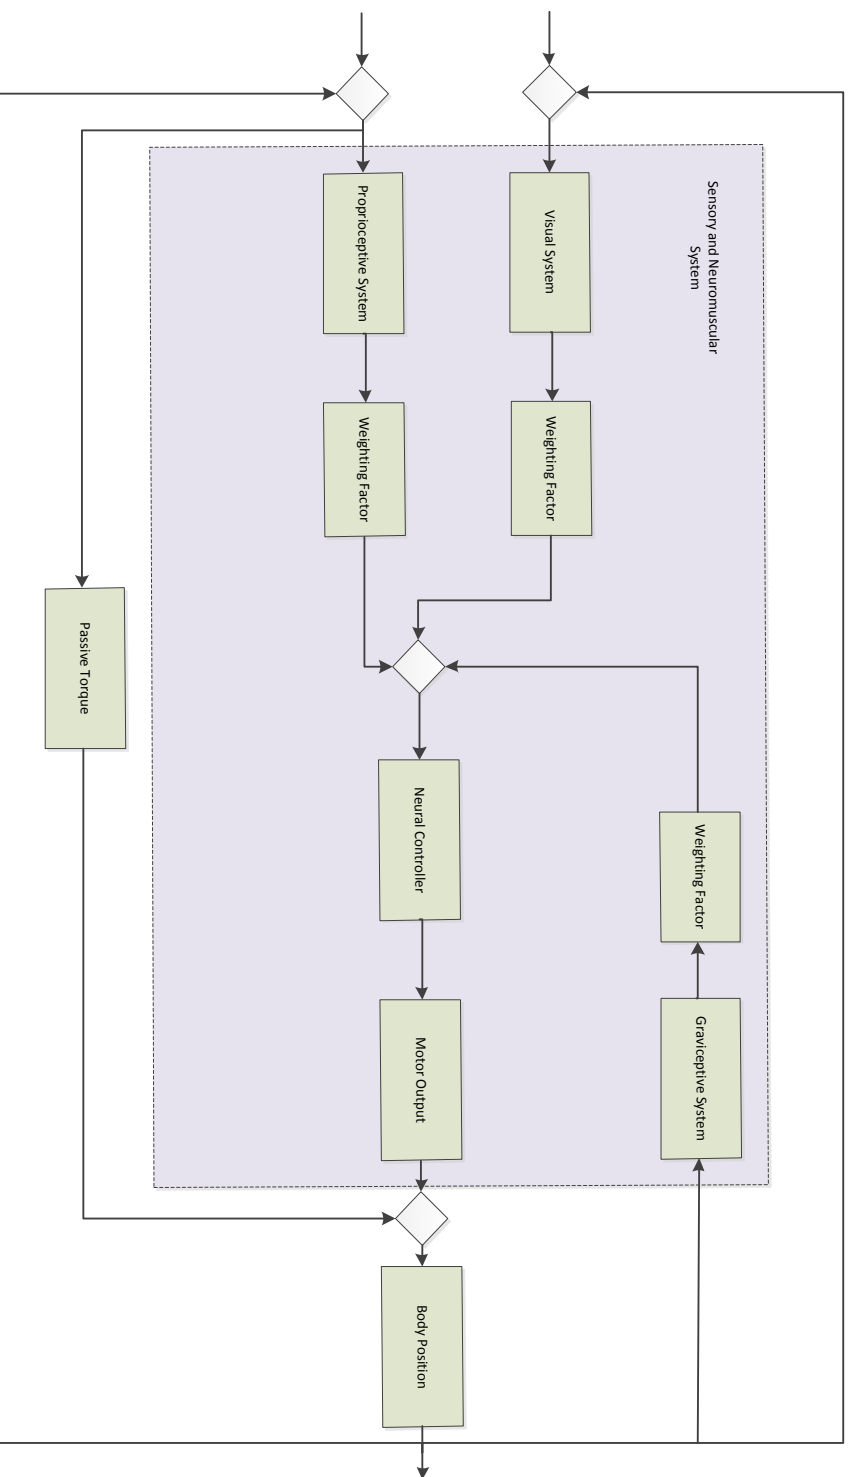 Sensory and Neuromuscular
System
Visual System
Weighting Factor
Proprioceptive System
Weighting Factor
Passive Torque
Neural Controller
Motor Output
Weighting Factor
Graviceptive System
Body Position